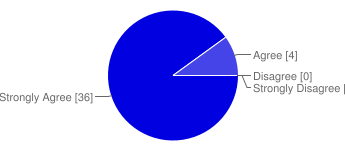 Agree [4]
Disagree [0]
Strongly Disagree
Strongly Agree [36]